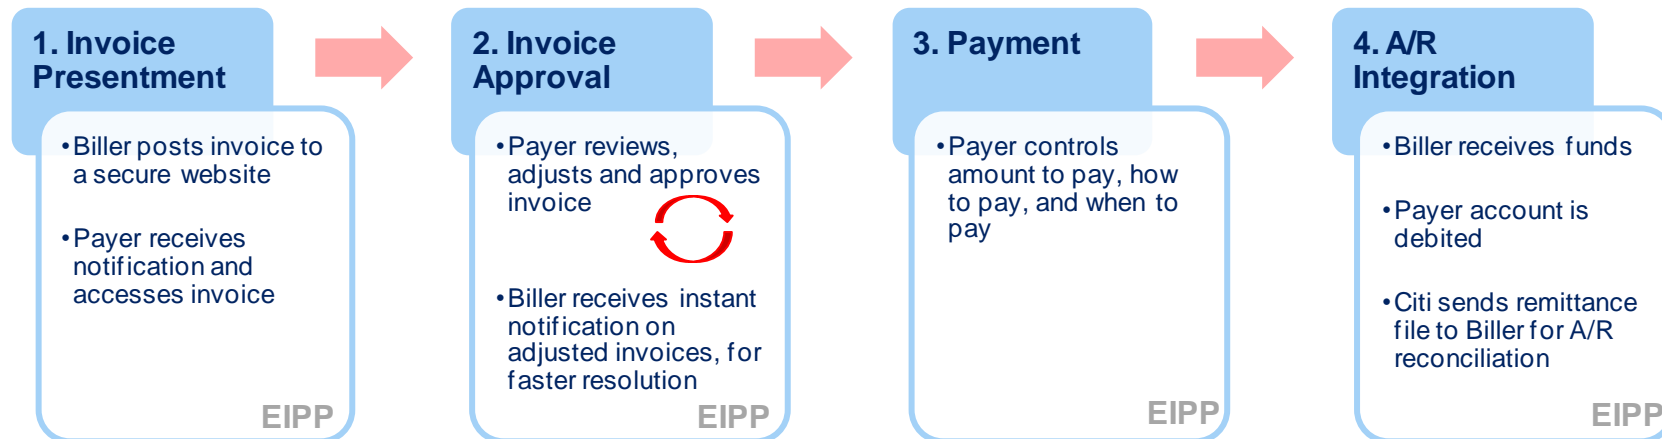 1. Invoice
Presentment
•Biller posts invoice to
a secure website
•Payer receives
notification and
accesses invoice
EIPP
2. Invoice
Approval
•Payer reviews,
adjusts and approves
invoice
•Biller receives instant
notification on
adjusted invoices, for
faster resolution
EIPP
3. Payment
•Payer controls
amount to pay, how
to pay, and when to
pay
EIPP
4. A/R
Integration
•Biller receives funds
•Payer account is
debited
•Citi sends remittance
file to Biller for A/R
reconciliation
EIPP